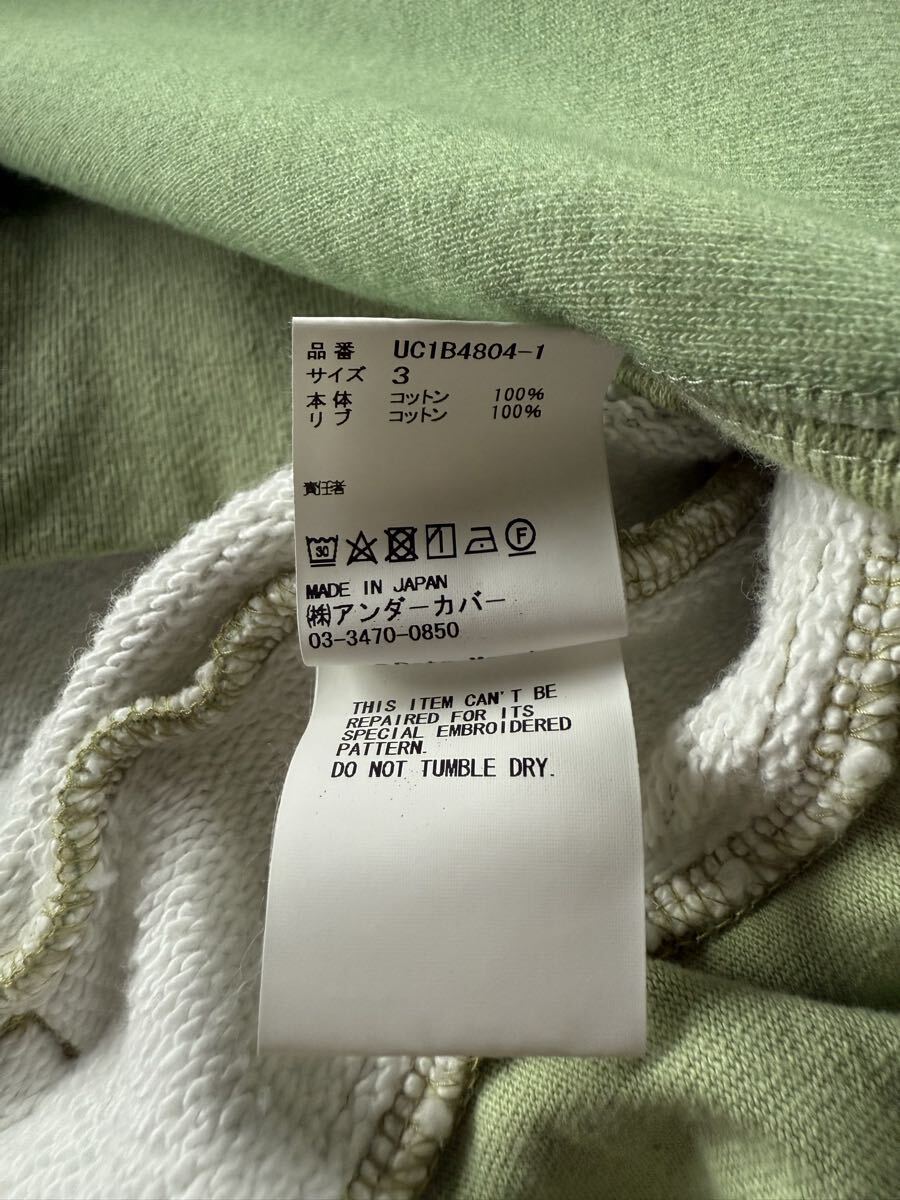 品番 UC1B4804-1
サイズ 3
本体 コットン 100%
リブ コットン 100%
責任者
30
F
MADE IN JAPAN
㈱アンダーカバー
03-3470-0850
THIS ITEM CAN'T BE
REPAIRED FOR ITS
SPECIAL EMBROIDERED
PATTERN.
DO NOT TUMBLE DRY.